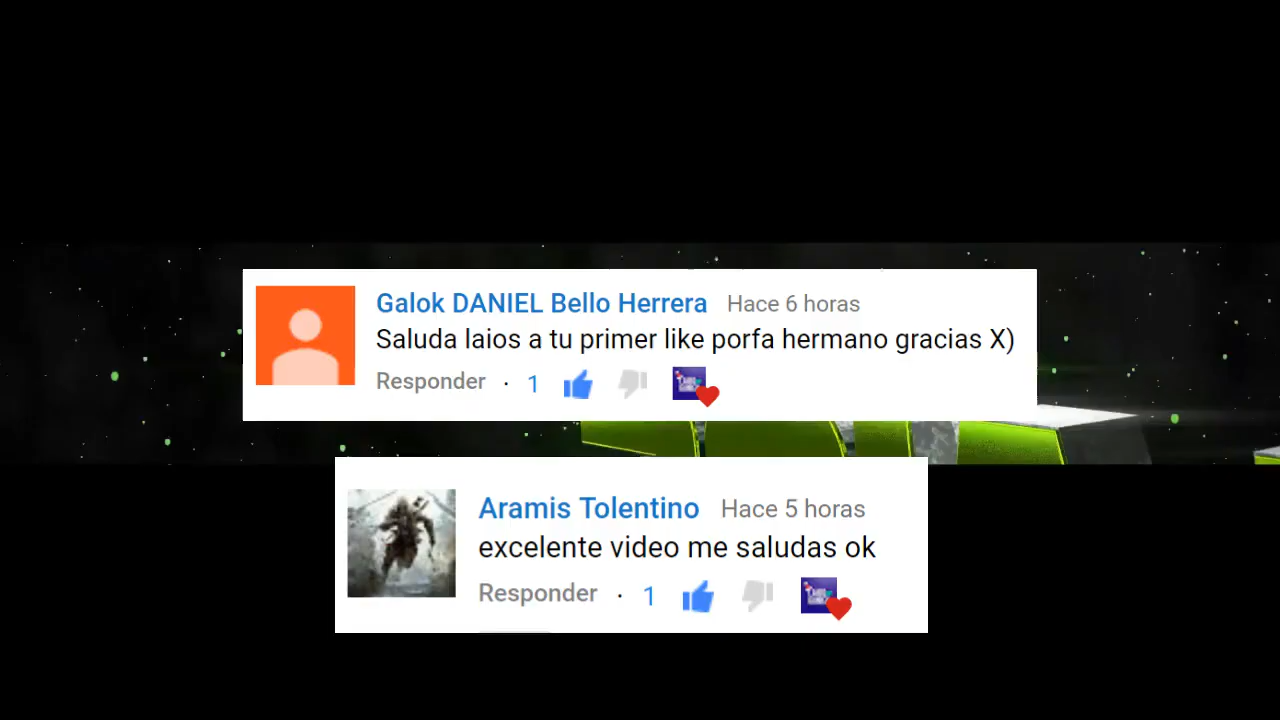 Galok DANIEL Bello Herrera Hace 6 horas
Saluda laios a tu primer like porfa hermano gracias X)
Responder · 1
Aramis Tolentino Hace 5 horas
excelente video me saludas ok
Responder · 1